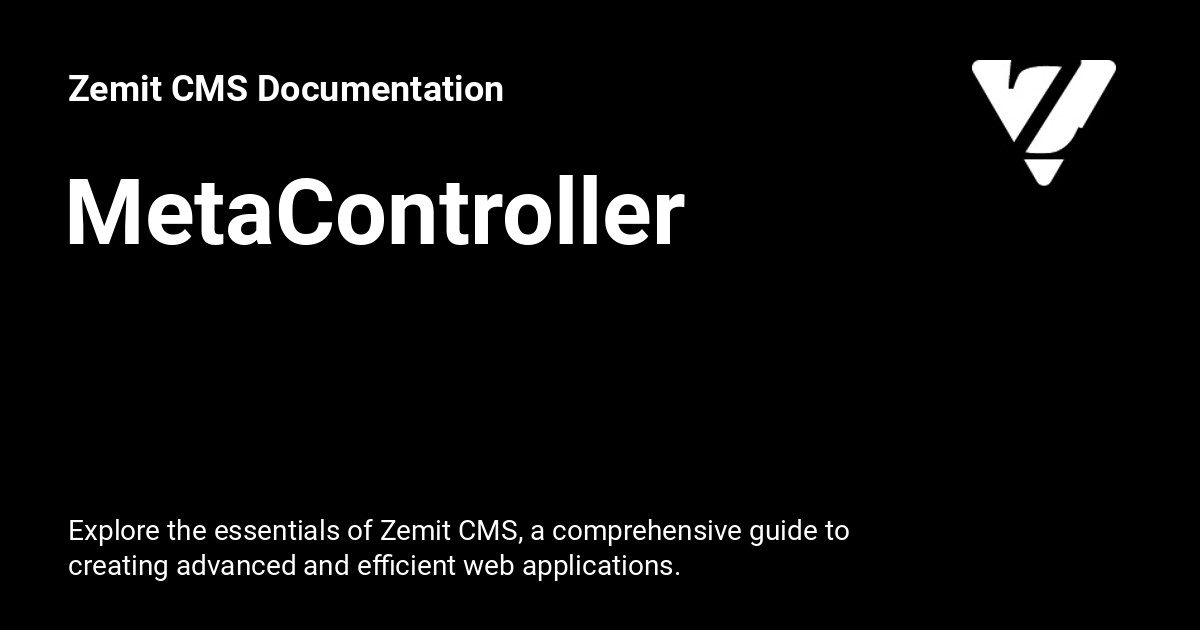 Zemit CMS Documentation
MetaController
Explore the essentials of Zemit CMS, a comprehensive guide to
creating advanced and efficient web applications.